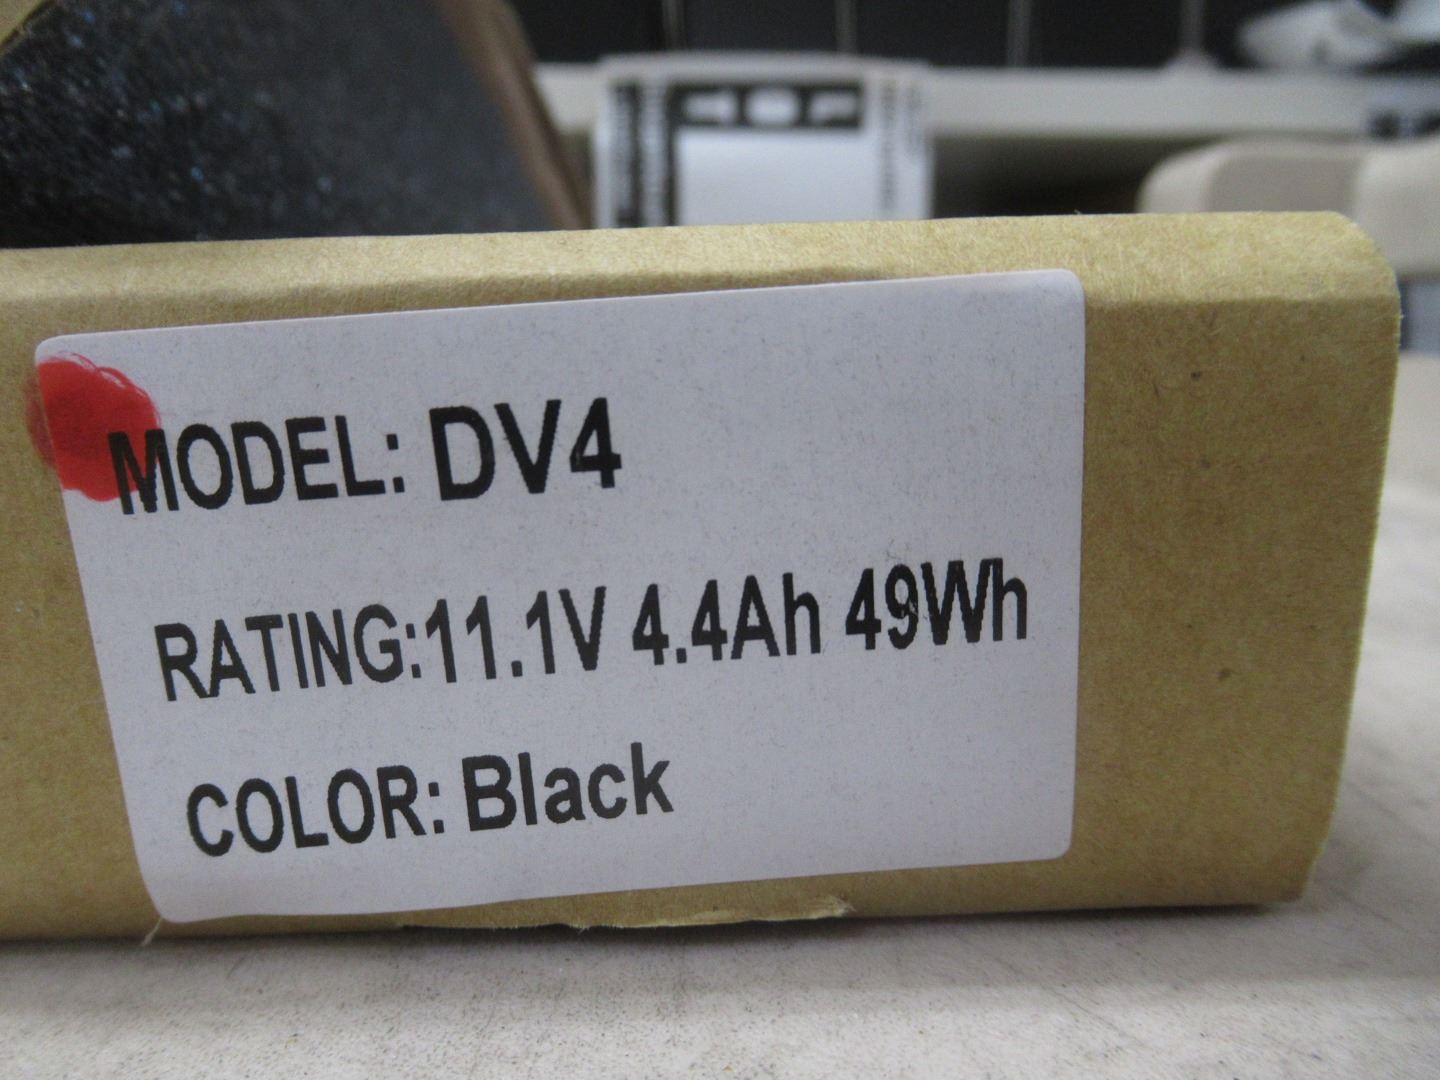 MODEL: DV4
RATING:11.1V 4.4Ah 49Wh
COLOR: Black